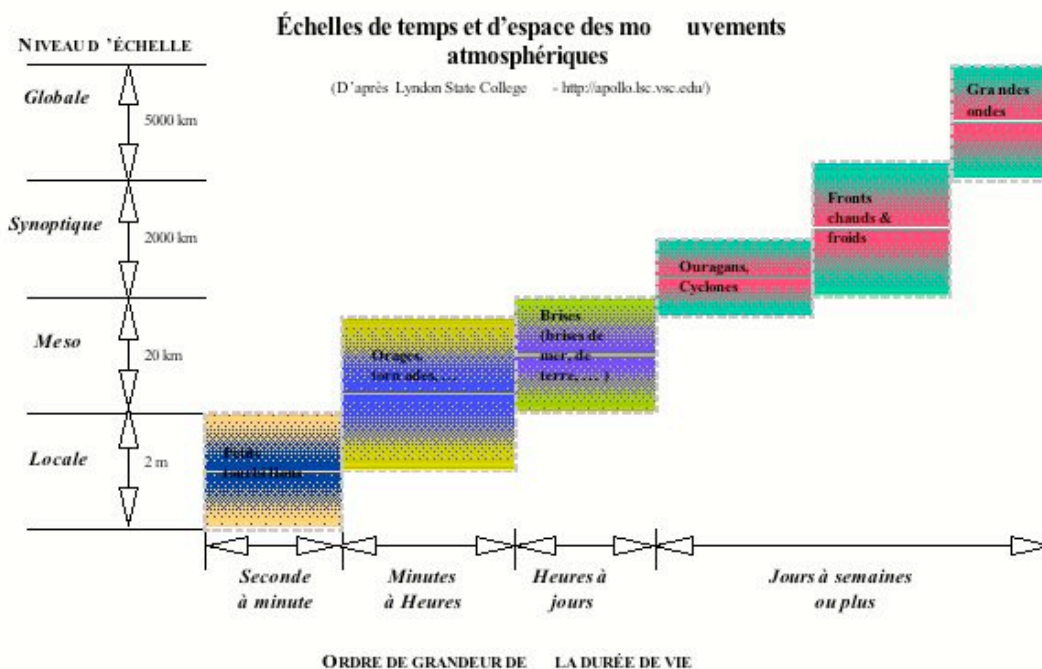 Échelles de temps et d'espace des mo uvements
atmosphériques
(D'après Lyndon State College - http://apollo.lsc.vsc.edu/)
NIVEAU D 'ÉCHELLE
Globale
5000 km
Synoptique
2000 km
Meso
20 km
Locale
2 m
Grandes
ondes
Fronts
chauds &
froids
Ouragans,
Cyclones
Brises
(brises de
mer, de
terre, ... )
Orages,
tornades, ...
Petits
tourbillons
Seconde
à minute
Minutes
à Heures
Heures à
jours
Jours à semaines
ou plus
ORDRE DE GRANDEUR DE LA DURÉE DE VIE